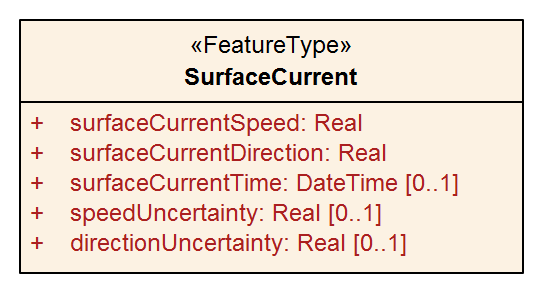 «FeatureType»
SurfaceCurrent
+ surfaceCurrentSpeed: Real
+ surfaceCurrentDirection: Real
+ surfaceCurrentTime: DateTime [0..1]
+ speedUncertainty: Real [0..1]
+ directionUncertainty: Real [0..1]